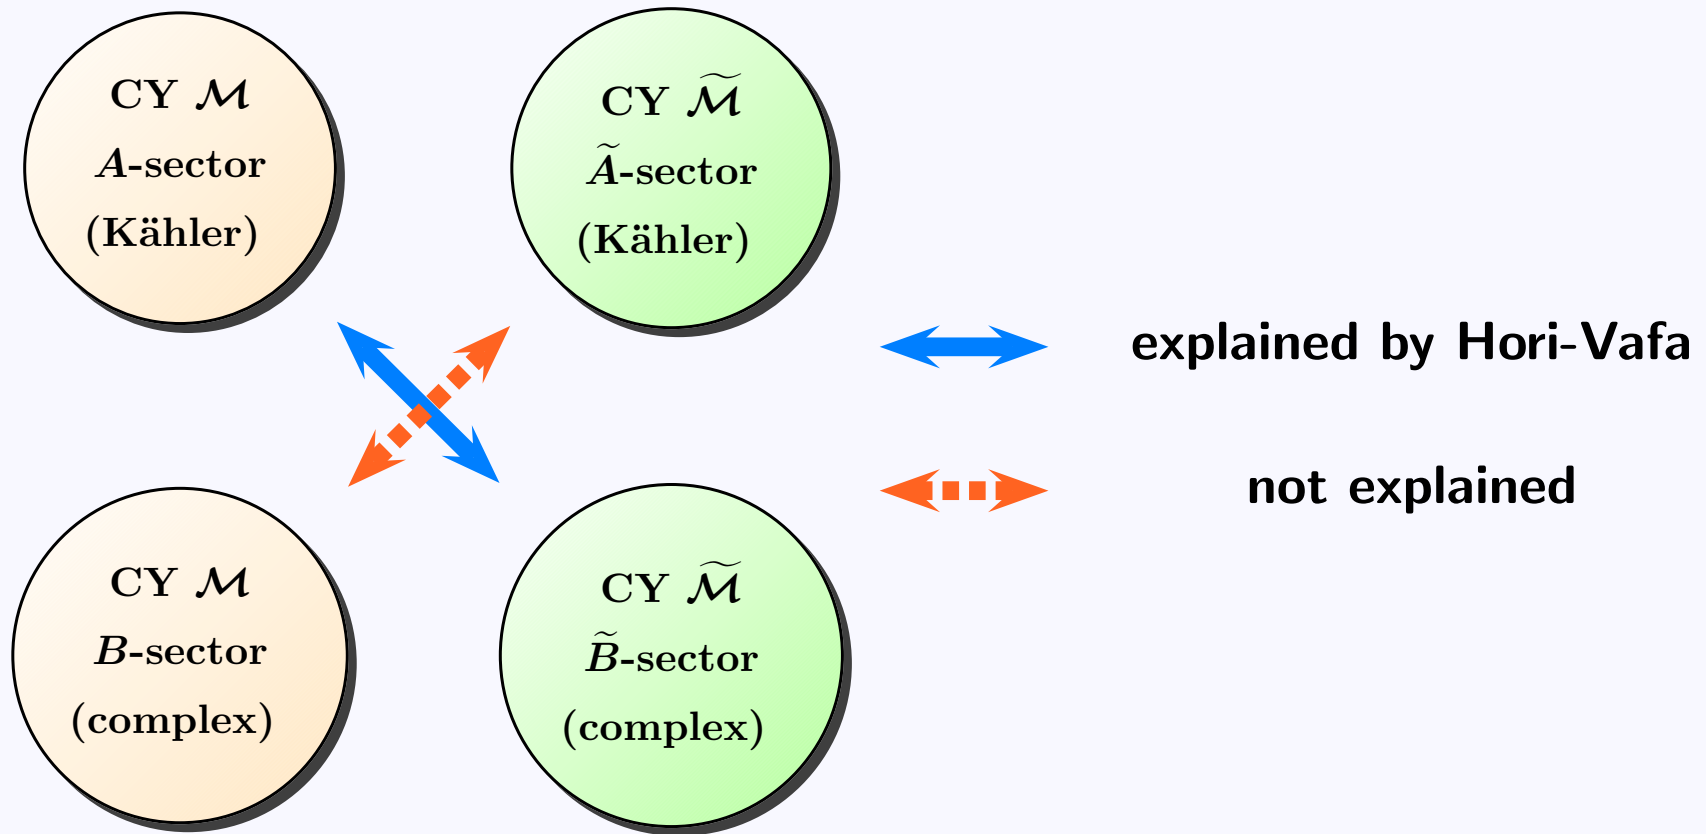 CY ℳ
A-sector
(Kähler)
CY ℳ̃
Ã-sector
(Kähler)
explained by Hori-Vafa
not explained
CY ℳ
B-sector
(complex)
CY ℳ̃
B̃-sector
(complex)